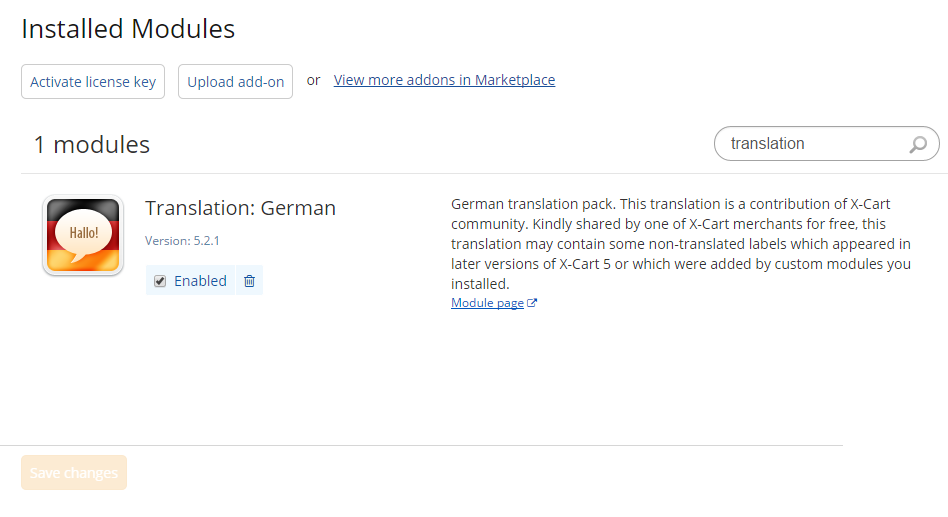 Installed Modules
Activate license key Upload add-on or View more addons in Marketplace
1 modules translation
Hallo!
Translation: German
Version: 5.2.1
Enabled
German translation pack. This translation is a contribution of X-Cart
community. Kindly shared by one of X-Cart merchants for free, this
translation may contain some non-translated labels which appeared in
later versions of X-Cart 5 or which were added by custom modules you
installed.
Module page
Save changes